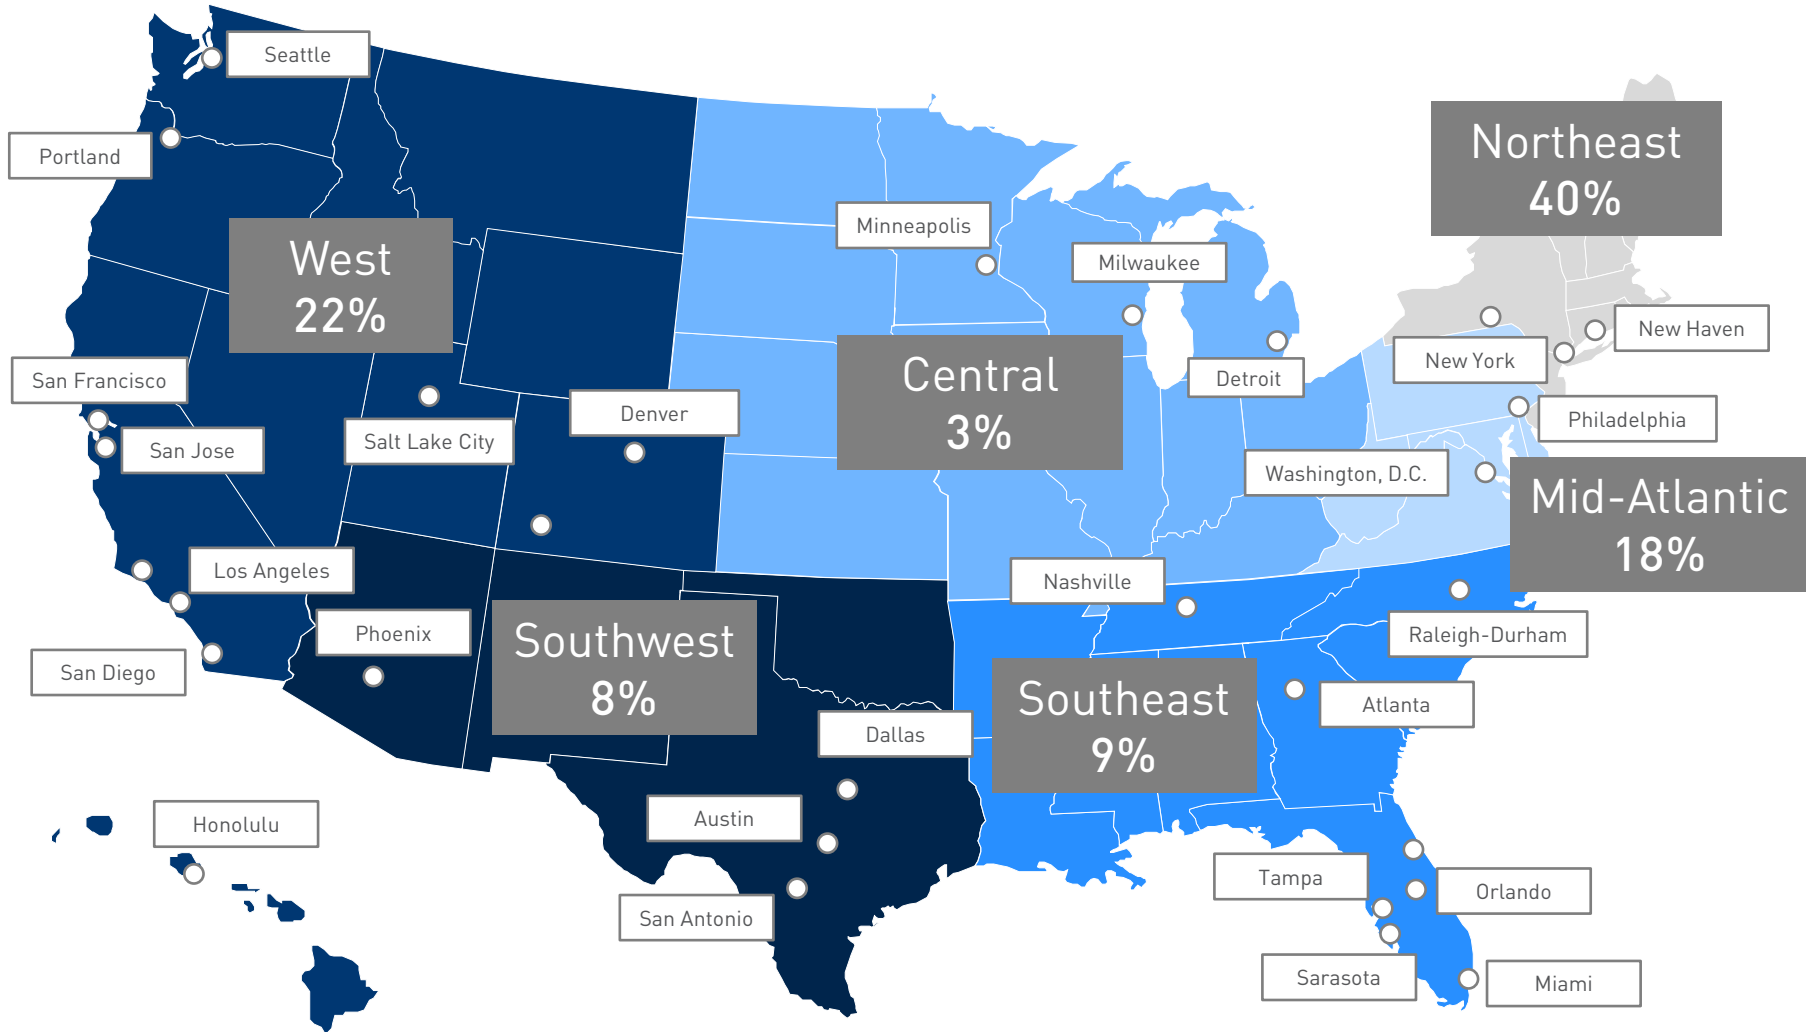 Seattle
Portland
Northeast
40%
Minneapolis
West
22%
Milwaukee
New Haven
New York
San Francisco
Central
3%
Detroit
Denver
Philadelphia
San Jose
Salt Lake City
Washington, D.C.
Mid-Atlantic
18%
Los Angeles
Nashville
Phoenix
Southwest
8%
Raleigh-Durham
San Diego
Southeast
9%
Atlanta
Dallas
Honolulu
Austin
San Antonio
Tampa
Orlando
Sarasota
Miami